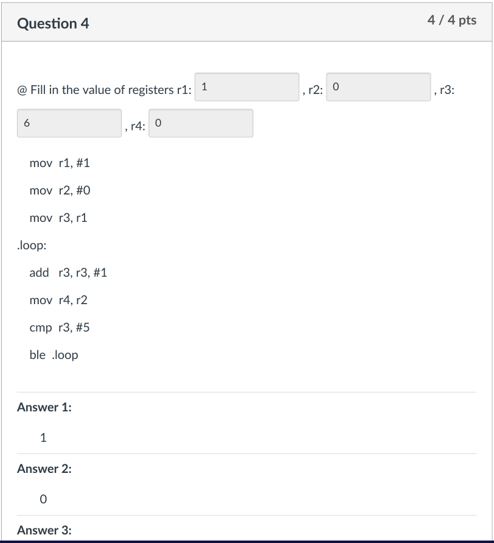 Question 4
4 / 4 pts
@ Fill in the value of registers r1: 1 , r2: 0 , r3:
6 , r4: 0
mov r1, #1
mov r2, #0
mov r3, r1
.loop:
add r3, r3, #1
mov r4, r2
cmp r3, #5
ble .loop
Answer 1:
1
Answer 2:
0
Answer 3: